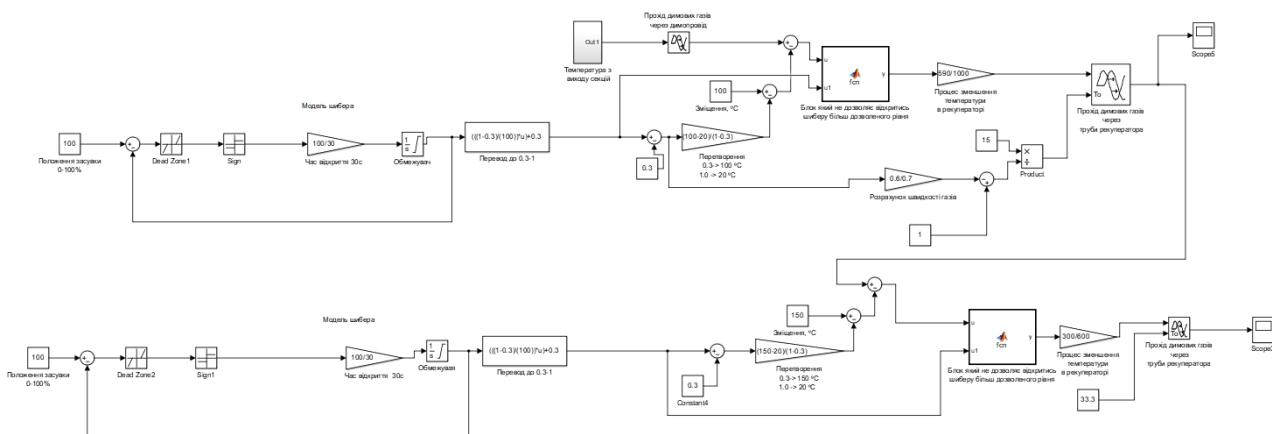 Прохід димових газів
через димопровід
Out1
Температура з
виходу секцій
Scope5
u
u1
fcn
y
590/1000
To
100
Зміщення, °C
Блок який не дозволяє відкритись
шиберу більш дозволеного рівня
Процес зменшення
температури
в рекуператорі
Прохід димових газів
через
труби рекуператора
Модель шибера
100
Положення засувки
0-100%
Dead Zone1
Sign
100/30
Час відкриття 30с
1
s
Обмежувач
(((1-0.3)/(100))*u)+0.3
Перевод до 0.3-1
0.3
(100-20)/(1-0.3)
Перетворення
0.3-> 100 °C
1.0 -> 20 °C
15
×
÷
Product
0.6/0.7
Розрахунок швидкості газів
1
Модель шибера
100
Положення засувки
0-100%
Dead Zone2
Sign1
100/30
Час відкриття 30с
1
s
Обмежувач
(((1-0.3)/(100))*u)+0.3
Перевод до 0.3-1
0.3
Constant4
150
Зміщення, °C
(150-20)/(1-0.3)
Перетворення
0.3-> 150 °C
1.0 -> 20 °C
u
u1
fcn
y
Блок який не дозволяє відкритись
шиберу більш дозволеного рівня
300/600
Процес зменшення
температури
в рекуператорі
To
Прохід димових газів
через
труби рекуператора
33.3